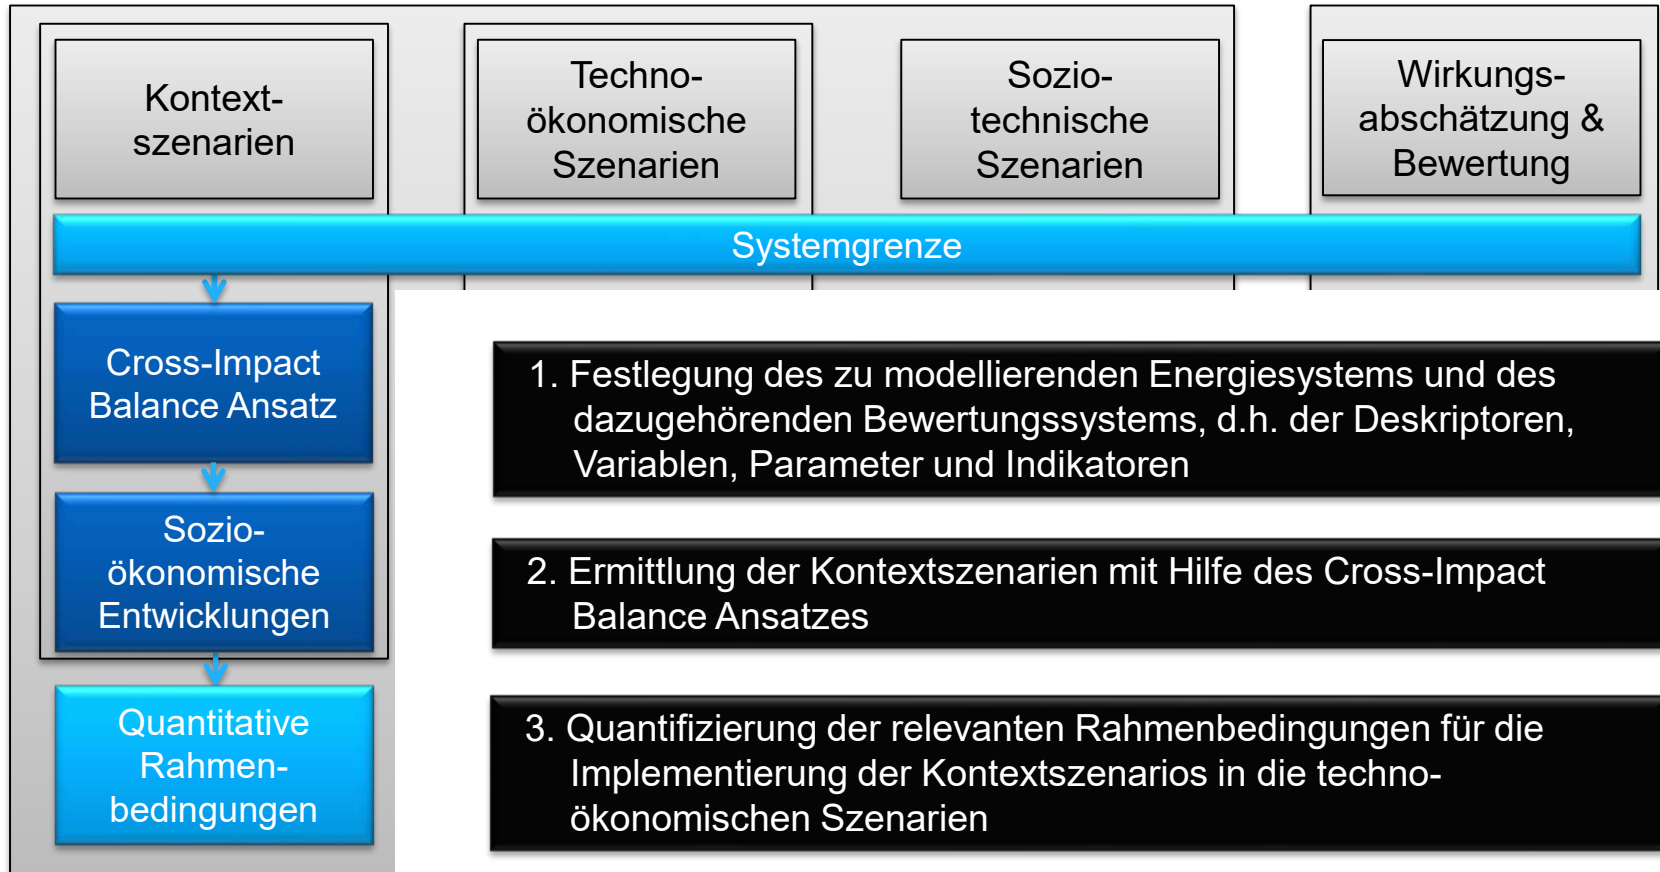 Kontext-
szenarien
Techno-
ökonomische
Szenarien
Sozio-
technische
Szenarien
Wirkungs-
abschätzung &
Bewertung
Systemgrenze
Cross-Impact
Balance Ansatz
Sozio-
ökonomische
Entwicklungen
Quantitative
Rahmen-
bedingungen
1. Festlegung des zu modellierenden Energiesystems und des
dazugehörenden Bewertungssystems, d.h. der Deskriptoren,
Variablen, Parameter und Indikatoren
2. Ermittlung der Kontextszenarien mit Hilfe des Cross-Impact
Balance Ansatzes
3. Quantifizierung der relevanten Rahmenbedingungen für die
Implementierung der Kontextszenarios in die techno-
ökonomischen Szenarien